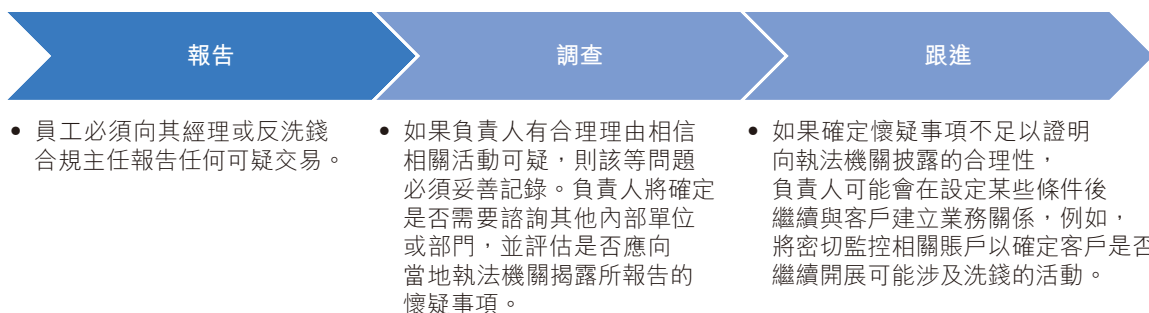 報告
調查
跟進
• 員工必須向其經理或反洗錢
合規主任報告任何可疑交易。
• 如果負責人有合理理由相信
相關活動可疑，則該等問題
必須妥善記錄。負責人將確定
是否需要諮詢其他內部單位
或部門，並評估是否應向
當地執法機關揭露所報告的
懷疑事項。
• 如果確定懷疑事項不足以證明
向執法機關披露的合理性，
負責人可能會在設定某些條件後
繼續與客戶建立業務關係，例如，
將密切監控相關賬戶以確定客戶是否
繼續開展可能涉及洗錢的活動。